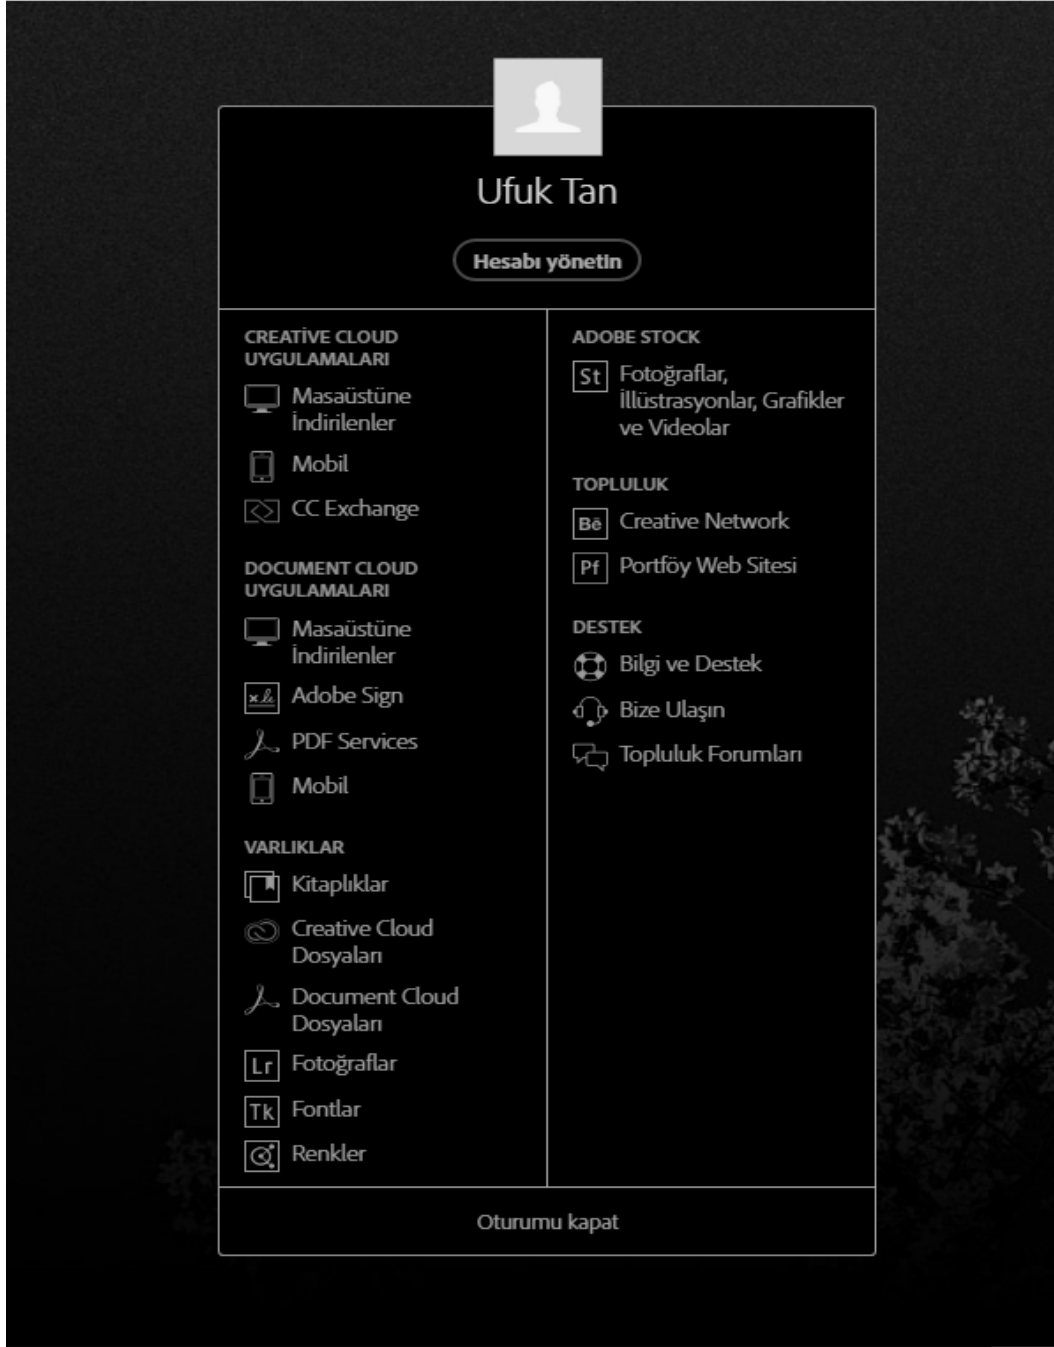 Ufuk Tan
Hesabı yönetin
CREATİVE CLOUD
UYGULAMALARI
Masaüstüne
İndirilenler
Mobil
CC Exchange
DOCUMENT CLOUD
UYGULAMALARI
Masaüstüne
İndirilenler
Adobe Sign
PDF Services
Mobil
VARLIKLAR
Kitaplıklar
Creative Cloud
Dosyaları
Document Cloud
Dosyaları
Lr Fotoğraflar
Tk Fontlar
Renkler
ADOBE STOCK
St Fotoğraflar,
İllüstrasyonlar, Grafikler
ve Videolar
TOPLULUK
Bē Creative Network
Pf Portföy Web Sitesi
DESTEK
Bilgi ve Destek
Bize Ulaşın
Topluluk Forumları
Oturumu kapat